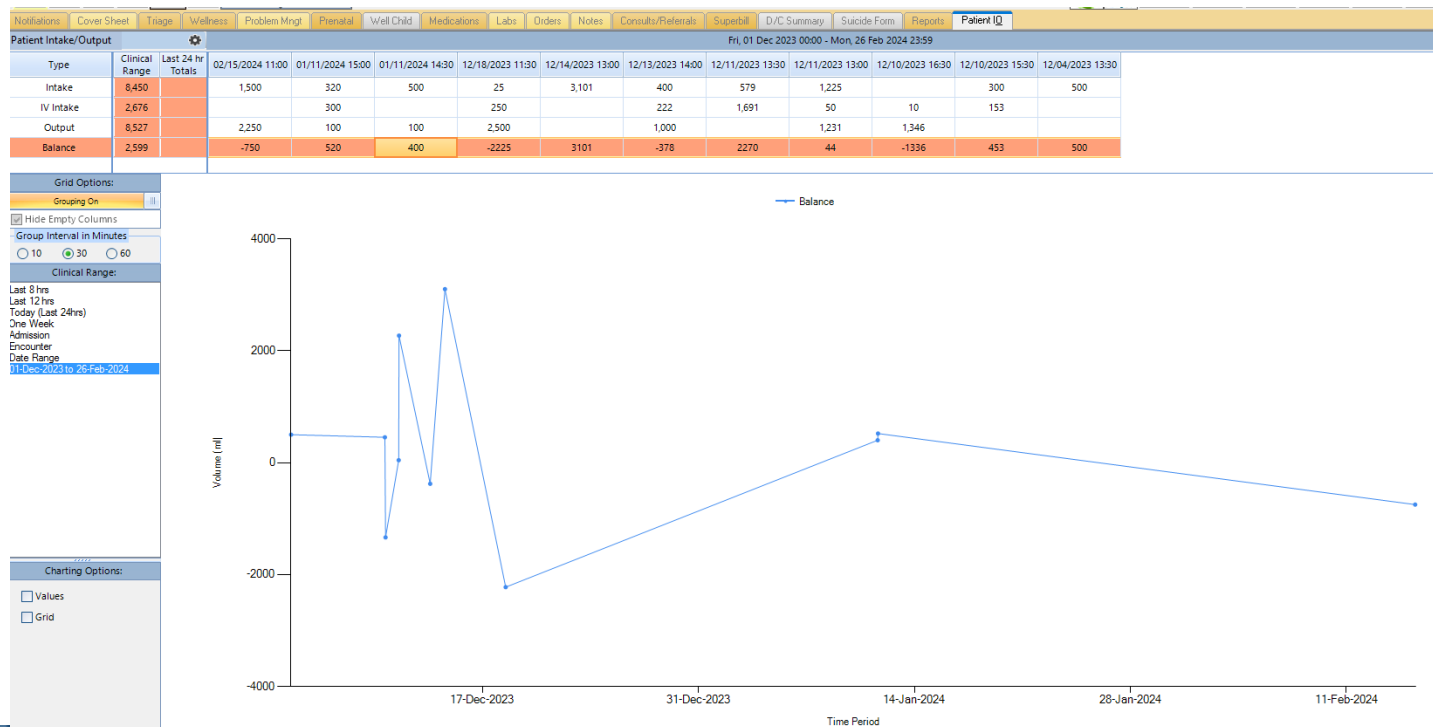 Notifications Cover Sheet Triage Wellness Problem Mngt Prenatal Well Child Medications Labs Orders Notes Consults/Referrals Superbill D/C Summary Suicide Form Reports Patient IO
Patient Intake/Output Fri, 01 Dec 2023 00:00 - Mon, 26 Feb 2024 23:59
Type Clinical Range Last 24 hr Totals 02/15/2024 11:00 01/11/2024 15:00 01/11/2024 14:30 12/18/2023 11:30 12/14/2023 13:00 12/13/2023 14:00 12/11/2023 13:30 12/11/2023 13:00 12/10/2023 16:30 12/10/2023 15:30 12/04/2023 13:30
Intake 8,450 1,500 320 500 25 3,101 400 579 1,225 300 500
IV Intake 2,676 300 250 222 1,691 50 10 153
Output 8,527 2,250 100 100 2,500 1,000 1,231 1,346
Balance 2,599 -750 520 400 -2225 3101 -378 2270 44 -1336 453 500
Grid Options:
Grouping On
Hide Empty Columns
Group Interval in Minutes
10 30 60
Clinical Range:
Last 8 hrs
Last 12 hrs
Today (Last 24hrs)
One Week
Admission
Encounter
Date Range
01-Dec-2023 to 26-Feb-2024
Charting Options:
Values
Grid
Balance
4000
2000
0
-2000
-4000
Volume (ml)
17-Dec-2023 31-Dec-2023 14-Jan-2024 28-Jan-2024 11-Feb-2024
Time Period